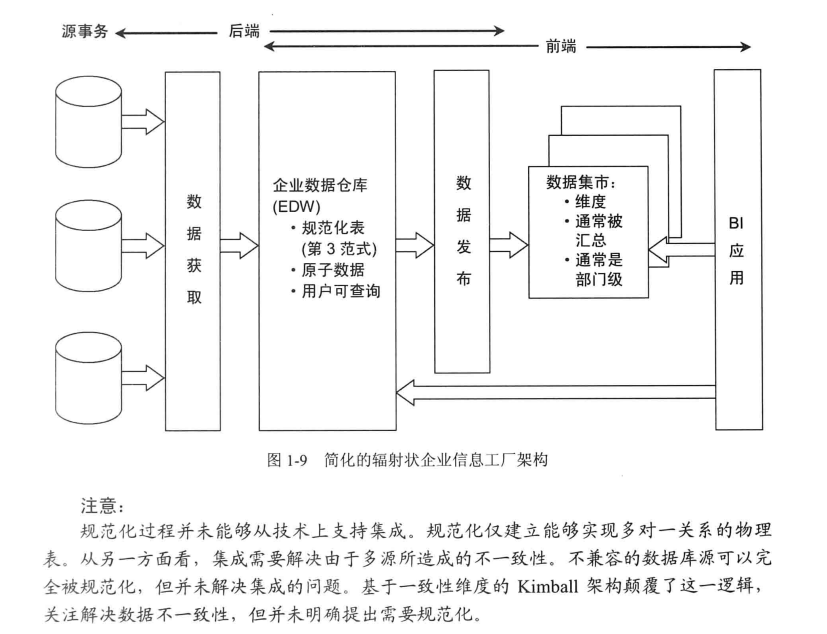 源事务
后端
前端
数
据
获
取
企业数据仓库
(EDW)
・规范化表
(第 3 范式)
・原子数据
・用户可查询
数
据
发
布
数据集市：
・维度
・通常被
汇总
・通常是
部门级
BI
应
用
图 1-9 简化的辐射状企业信息工厂架构
注意：
规范化过程并未能够从技术上支持集成。规范化仅建立能够实现多对一关系的物理
表。从另一方面看，集成需要解决由于多源所造成的不一致性。不兼容的数据库源可以完
全被规范化，但并未解决集成的问题。基于一致性维度的 Kimball 架构颠覆了这一逻辑，
关注解决数据不一致性，但并未明确提出需要规范化。